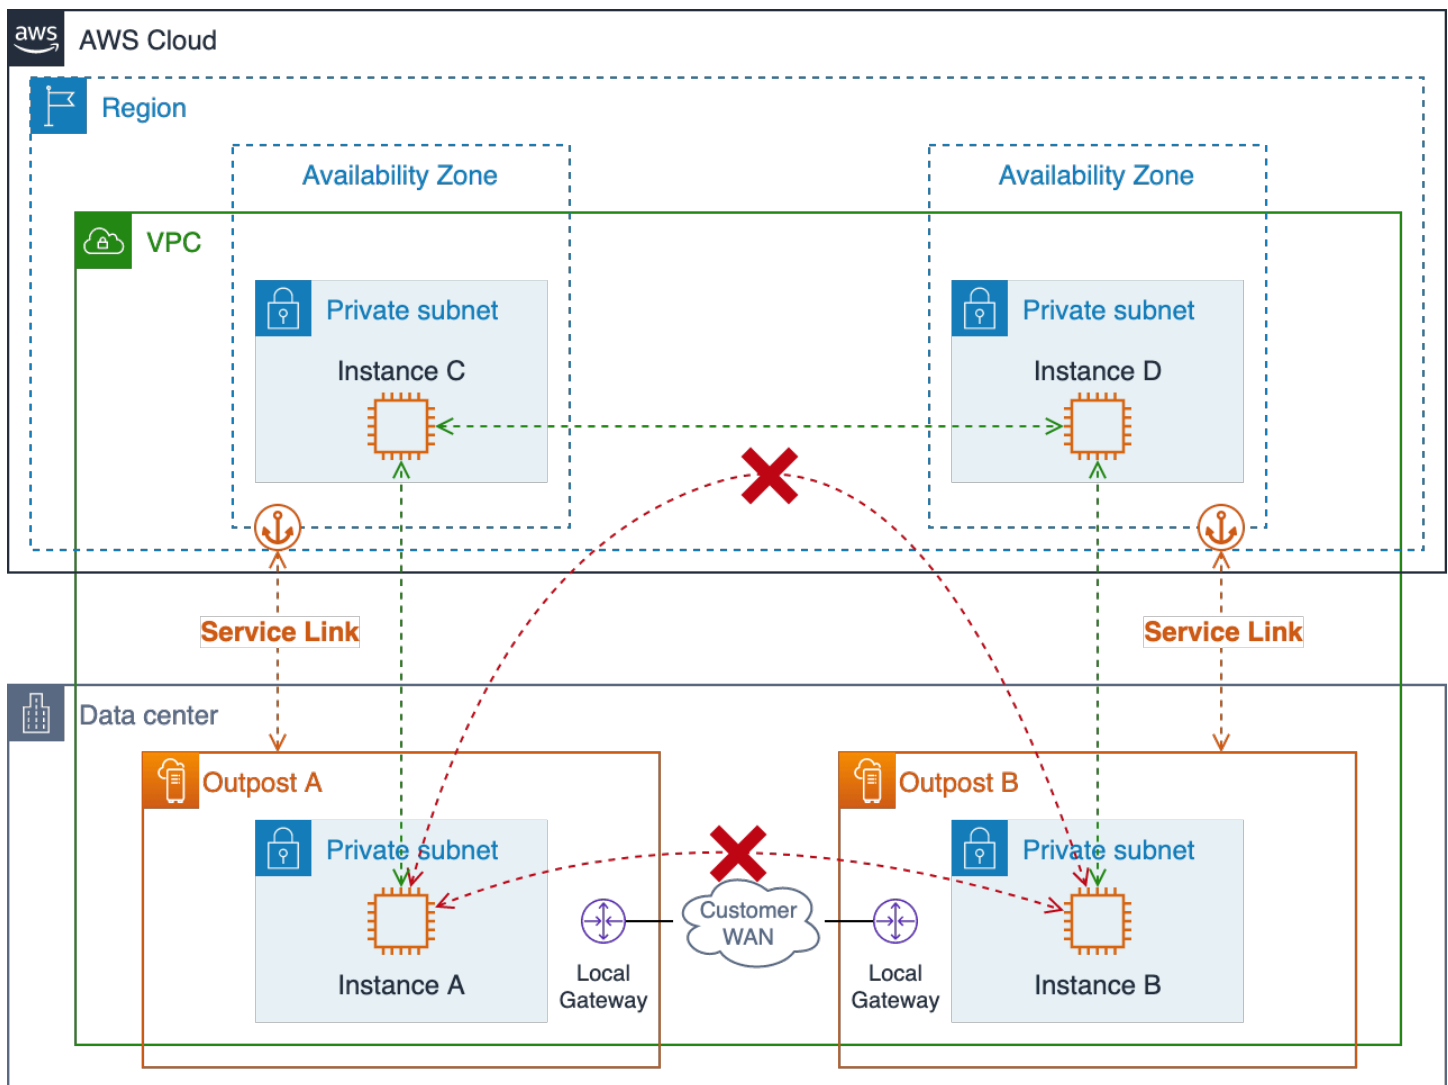 aws
AWS Cloud
Region
Availability Zone
Availability Zone
VPC
Private subnet
Private subnet
Instance C
Instance D
Service Link
Service Link
Data center
Outpost A
Outpost B
Private subnet
Private subnet
Customer
WAN
Local
Gateway
Local
Gateway
Instance A
Instance B